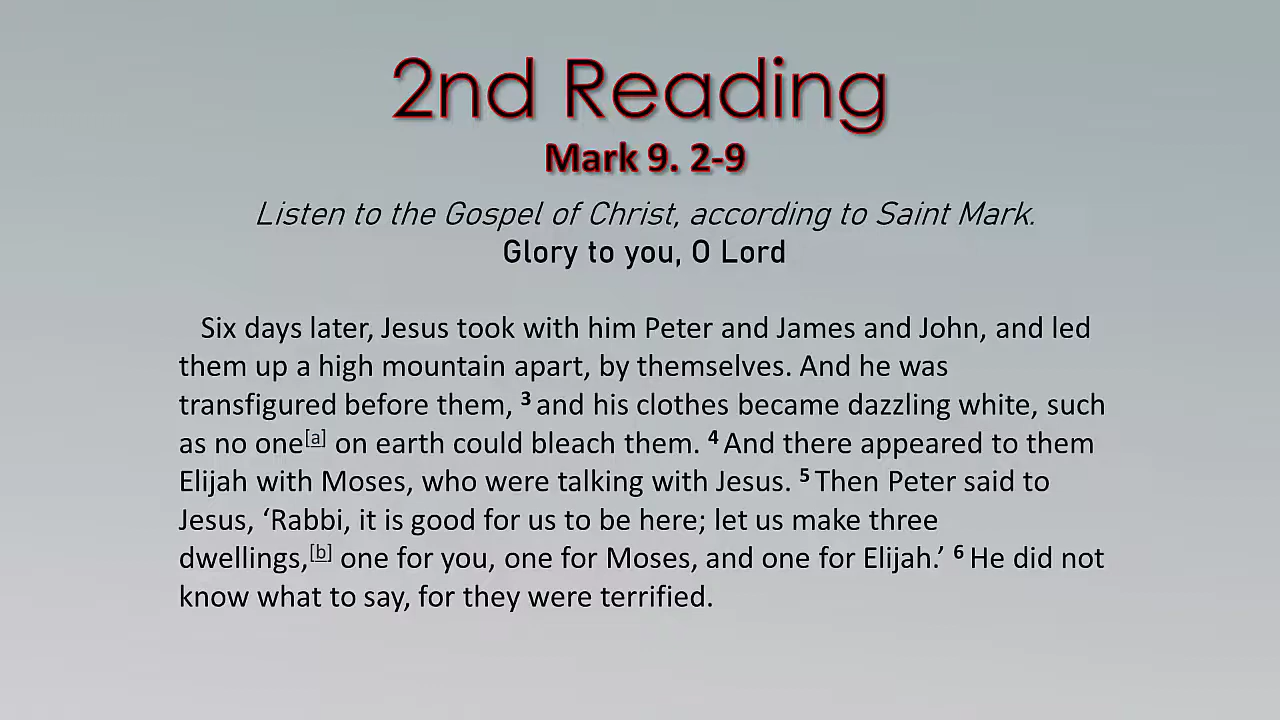 2nd Reading
Mark 9. 2-9
Listen to the Gospel of Christ, according to Saint Mark.
Glory to you, O Lord
Six days later, Jesus took with him Peter and James and John, and led
them up a high mountain apart, by themselves. And he was
transfigured before them, 3 and his clothes became dazzling white, such
as no one[a] on earth could bleach them. 4 And there appeared to them
Elijah with Moses, who were talking with Jesus. 5 Then Peter said to
Jesus, ‘Rabbi, it is good for us to be here; let us make three
dwellings,[b] one for you, one for Moses, and one for Elijah.’ 6 He did not
know what to say, for they were terrified.